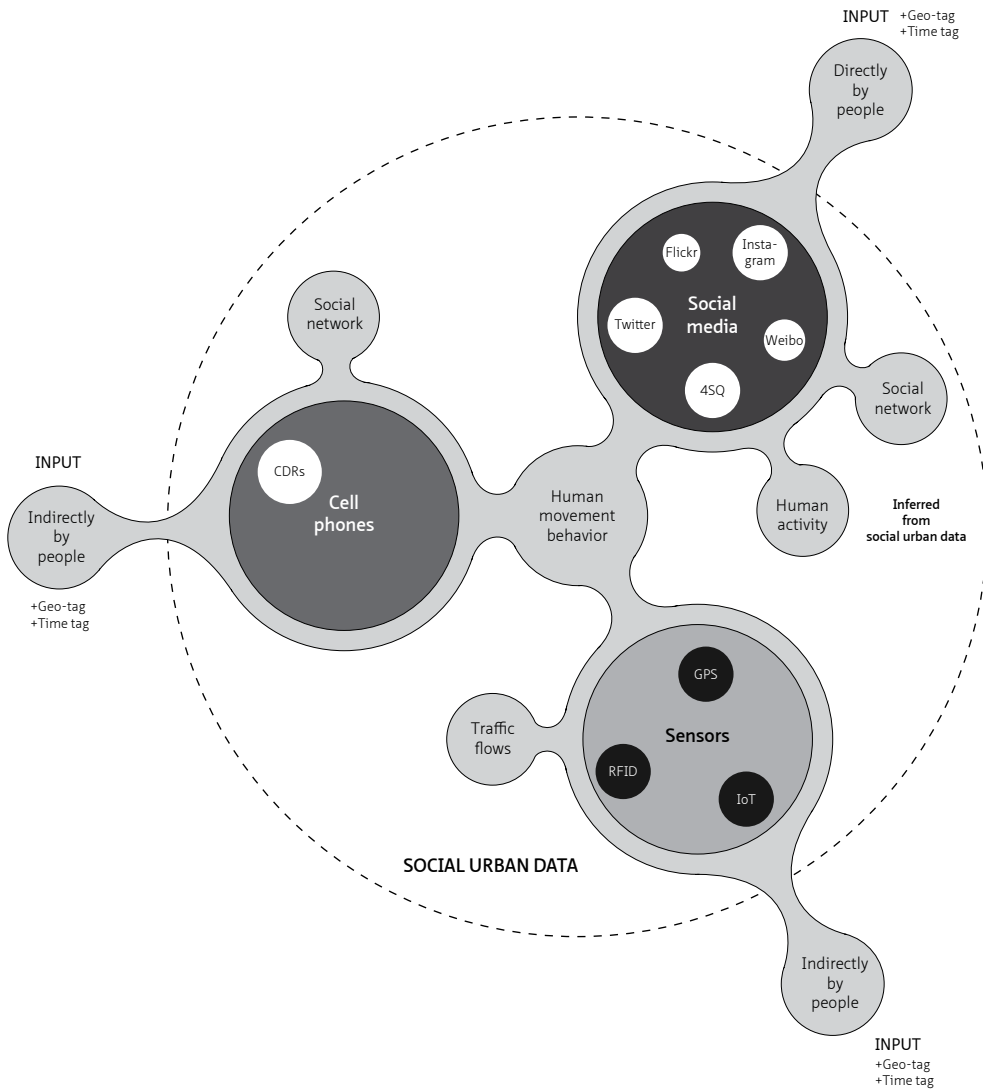 INPUT +Geo-tag
+Time tag
Directly
by
people
Flickr
Insta-
gram
Social
media
Twitter
Weibo
4SQ
Social
network
Social
network
Human
activity
Inferred
from
social urban data
INPUT
Indirectly
by
people
+Geo-tag
+Time tag
CDRs
Cell
phones
Human
movement
behavior
GPS
Sensors
RFID
IoT
Traffic
flows
SOCIAL URBAN DATA
Indirectly
by
people
INPUT
+Geo-tag
+Time tag